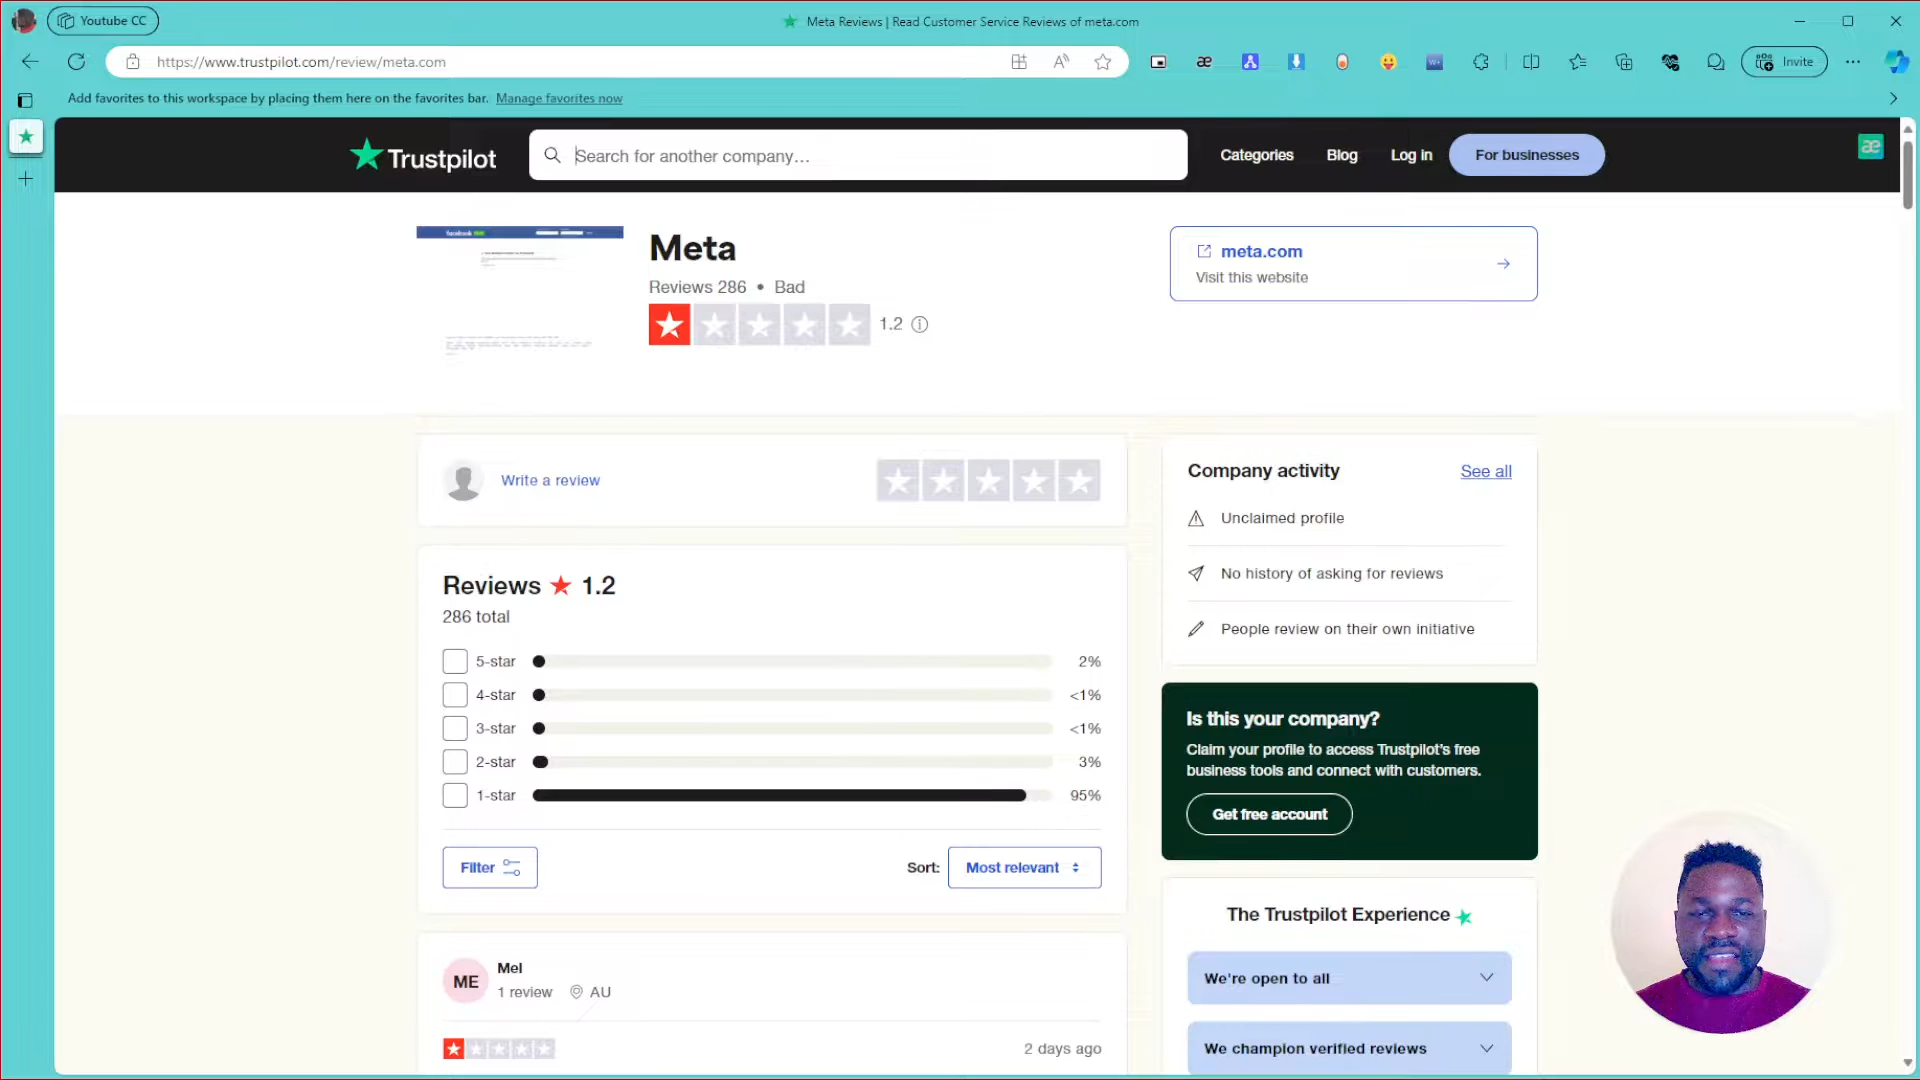 Youtube CC
Meta Reviews | Read Customer Service Reviews of meta.com
https://www.trustpilot.com/review/meta.com
Invite
Add favorites to this workspace by placing them here on the favorites bar. Manage favorites now
Trustpilot
Search for another company…
Categories
Blog
Log in
For businesses
æ
facebook
Meta
Reviews 286 • Bad
1.2
meta.com
Visit this website
Write a review
Reviews ★ 1.2
286 total
5-star 2%
4-star <1%
3-star <1%
2-star 3%
1-star 95%
Filter
Sort: Most relevant
ME
Mel
1 review AU
2 days ago
Company activity
See all
Unclaimed profile
No history of asking for reviews
People review on their own initiative
Is this your company?
Claim your profile to access Trustpilot's free
business tools and connect with customers.
Get free account
The Trustpilot Experience
We're open to all
We champion verified reviews